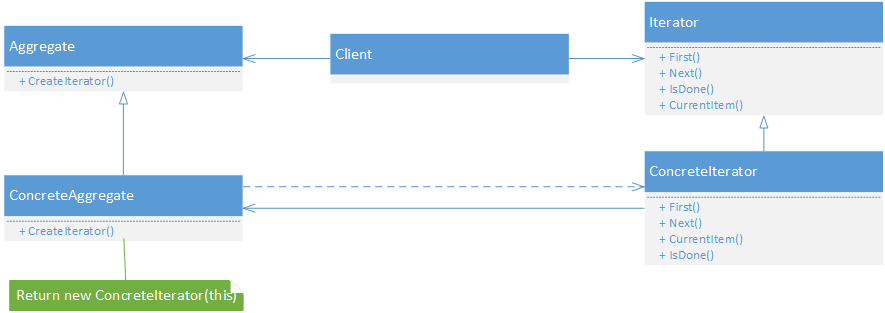 Aggregate
+ CreateIterator()
Client
Iterator
+ First()
+ Next()
+ IsDone()
+ CurrentItem()
ConcreteAggregate
+ CreateIterator()
ConcreteIterator
+ First()
+ Next()
+ CurrentItem()
+ IsDone()
Return new ConcreteIterator(this)